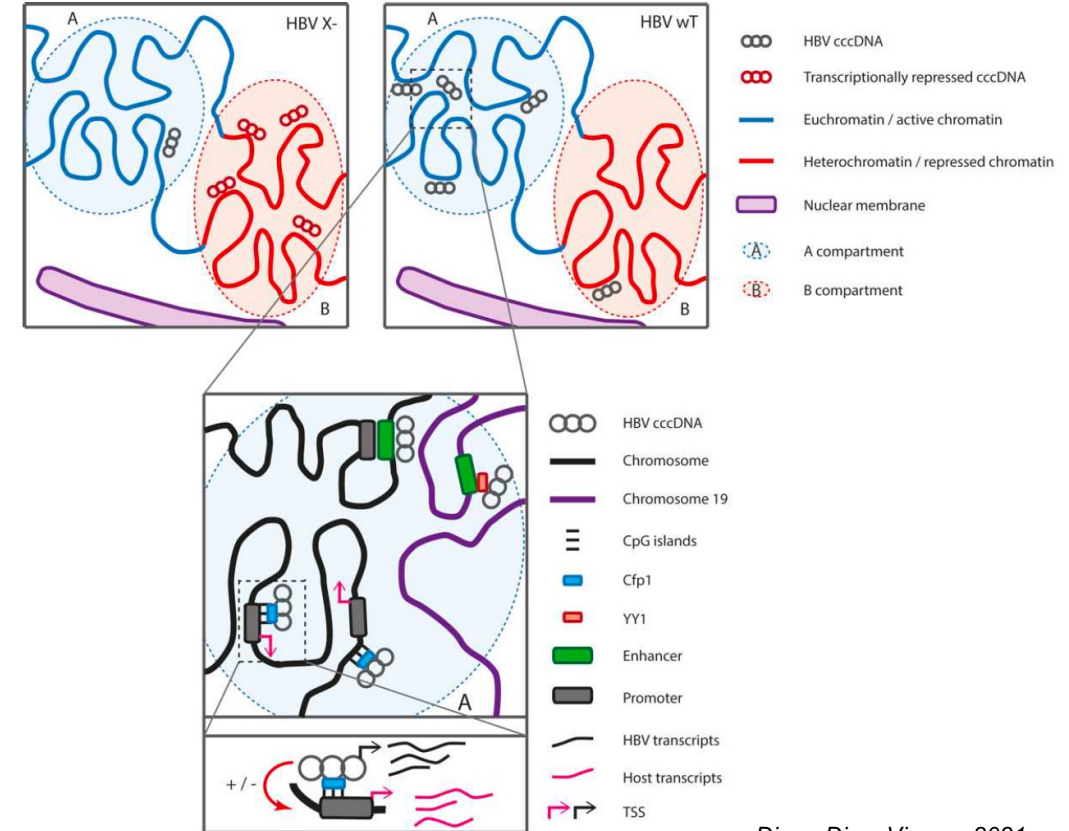 A
HBV X-
B
A
HBV wT
B
HBV cccDNA
Transcriptionally repressed cccDNA
Euchromatin / active chromatin
Heterochromatin / repressed chromatin
Nuclear membrane
A
A compartment
B
B compartment
A
HBV cccDNA
Chromosome
Chromosome 19
CpG islands
Cfp1
YY1
Enhancer
Promoter
HBV transcripts
Host transcripts
TSS
+ / -